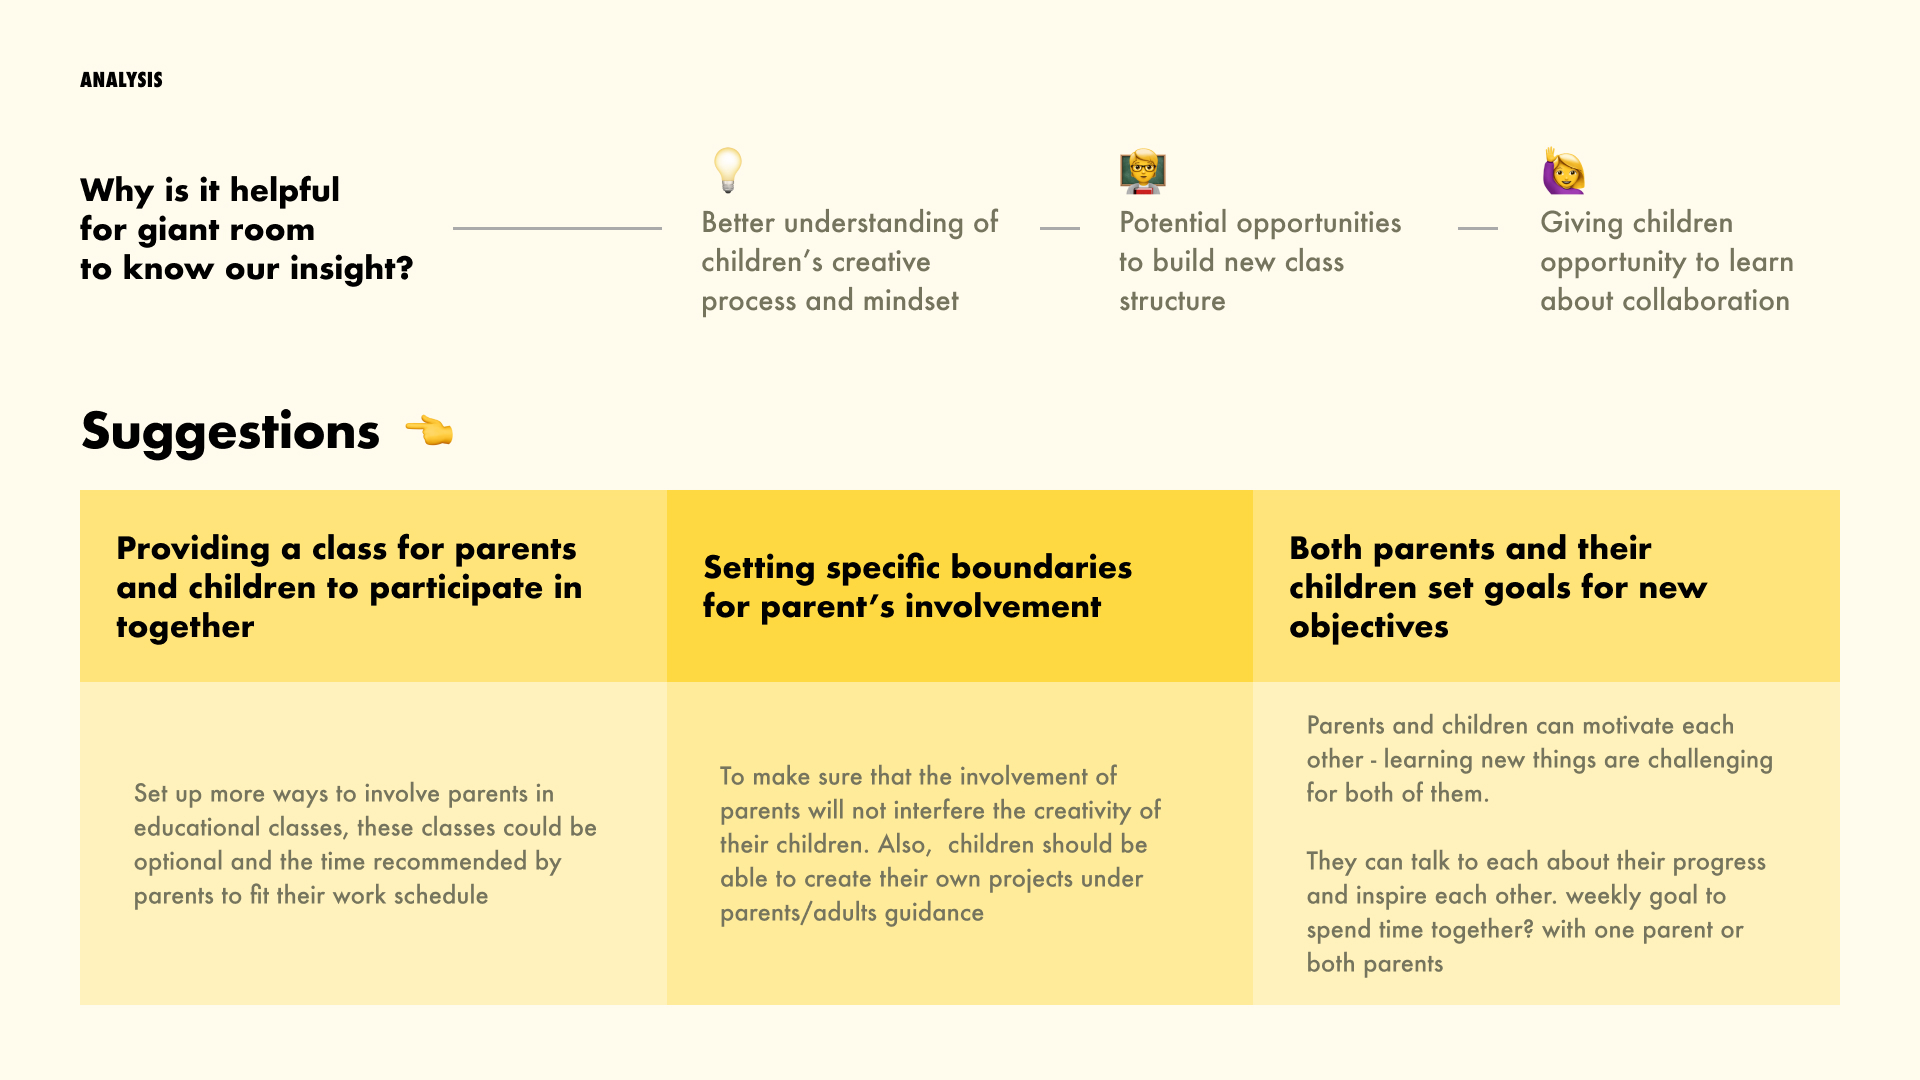 ANALYSIS
Why is it helpful
for giant room
to know our insight?
Better understanding of
children’s creative
process and mindset
Potential opportunities
to build new class
structure
Giving children
opportunity to learn
about collaboration
Suggestions
Providing a class for parents
and children to participate in
together
Setting specific boundaries
for parent’s involvement
Both parents and their
children set goals for new
objectives
Set up more ways to involve parents in
educational classes, these classes could be
optional and the time recommended by
parents to fit their work schedule
To make sure that the involvement of
parents will not interfere the creativity of
their children. Also,  children should be
able to create their own projects under
parents/adults guidance
Parents and children can motivate each
other - learning new things are challenging
for both of them.
They can talk to each about their progress
and inspire each other. weekly goal to
spend time together? with one parent or
both parents